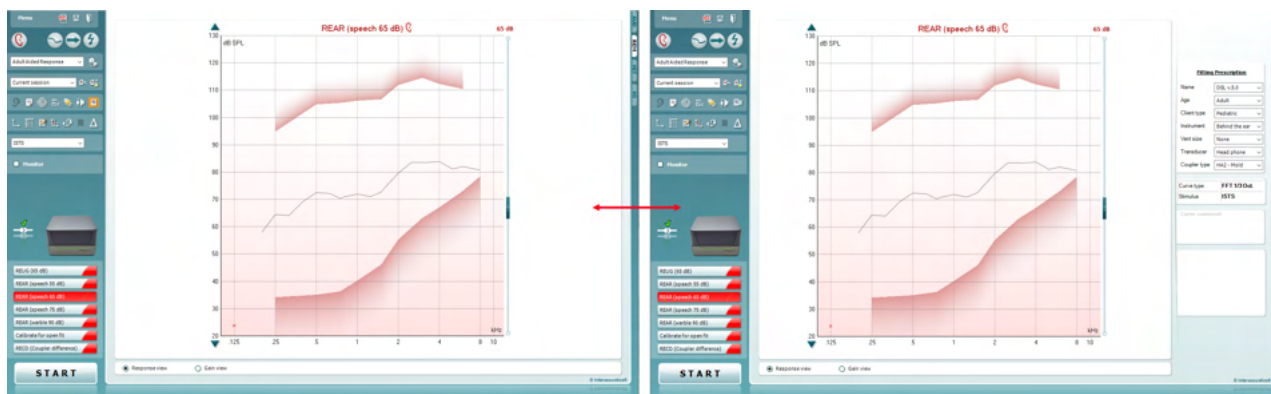 Menu
Adult Aided Response
Current session
ISTS
Monitor
REUG (65 dB)
REAR (speech 55 dB)
REAR (speech 65 dB)
REAR (speech 75 dB)
REAR (warble 90 dB)
Calibrate for open fit
RECD (Coupler difference)
START
REAR (speech 65 dB)
65 dB
dB SPL
130
120
110
100
90
80
70
60
50
40
30
20
.125
.25
.5
1
2
4
8
10
kHz
Response view
Gain view
© Interacoustics
Menu
Adult Aided Response
Current session
ISTS
Monitor
REUG (65 dB)
REAR (speech 55 dB)
REAR (speech 65 dB)
REAR (speech 75 dB)
REAR (warble 90 dB)
Calibrate for open fit
RECD (Coupler difference)
START
REAR (speech 65 dB)
65 dB
dB SPL
130
120
110
100
90
80
70
60
50
40
30
20
.125
.25
.5
1
2
4
8
10
kHz
Response view
Gain view
Fitting Prescription
Name DSL v.5.0
Age Adult
Client type Pediatric
Instrument Behind the ear
Vent size None
Transducer Head phone
Coupler type HA2 - Mold
Curve type FFT 1/3 Oct
Stimulus ISTS
© Interacoustics